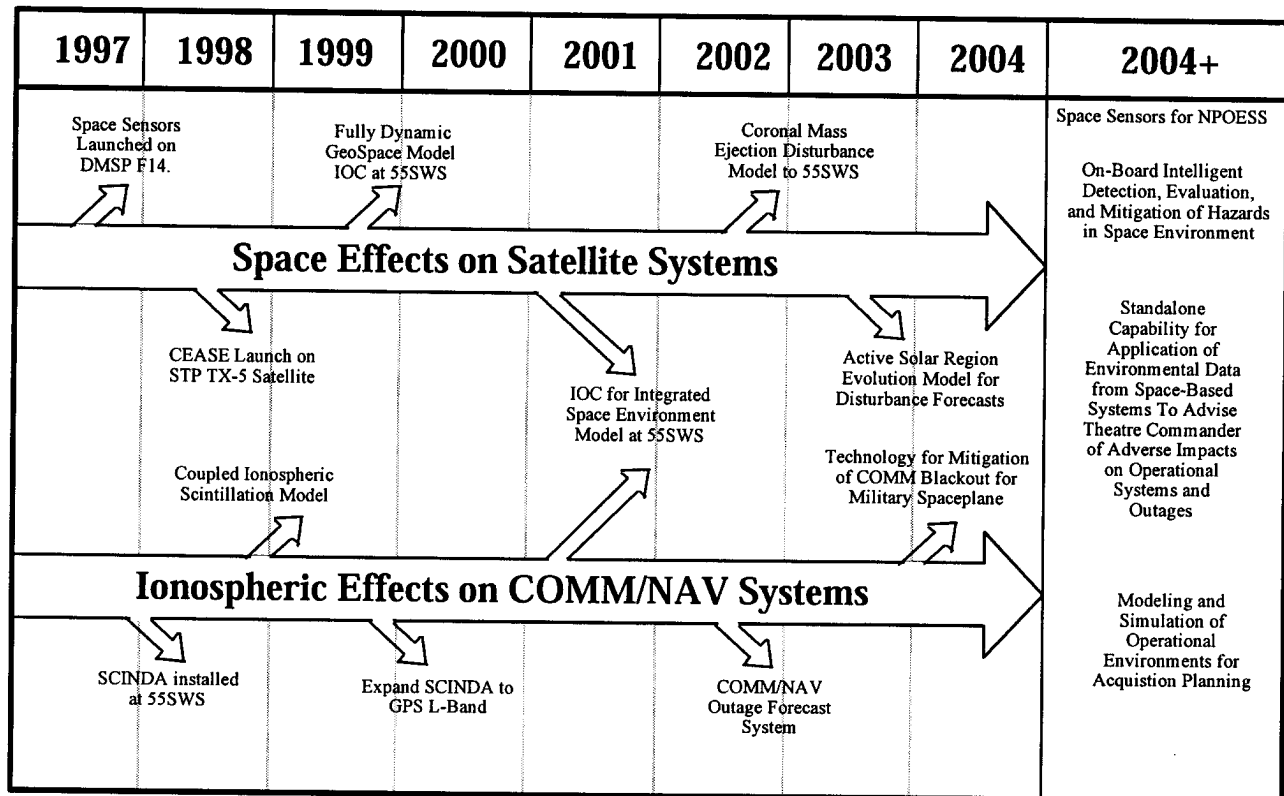 1997
1998
1999
2000
2001
2002
2003
2004
2004+
Space Sensors
Launched on
DMSP F14.
Fully Dynamic
GeoSpace Model
IOC at 55SWS
Coronal Mass
Ejection Disturbance
Model to 55SWS
Space Effects on Satellite Systems
CEASE Launch on
STP TX-5 Satellite
IOC for Integrated
Space Environment
Model at 55SWS
Active Solar Region
Evolution Model for
Disturbance Forecasts
Coupled Ionospheric
Scintillation Model
Technology for Mitigation
of COMM Blackout for
Military Spaceplane
Ionospheric Effects on COMM/NAV Systems
SCINDA installed
at 55SWS
Expand SCINDA to
GPS L-Band
COMM/NAV
Outage Forecast
System
Space Sensors for NPOESS
On-Board Intelligent
Detection, Evaluation,
and Mitigation of Hazards
in Space Environment
Standalone
Capability for
Application of
Environmental Data
from Space-Based
Systems To Advise
Theatre Commander
of Adverse Impacts
on Operational
Systems and
Outages
Modeling and
Simulation of
Operational
Environments for
Acquistion Planning